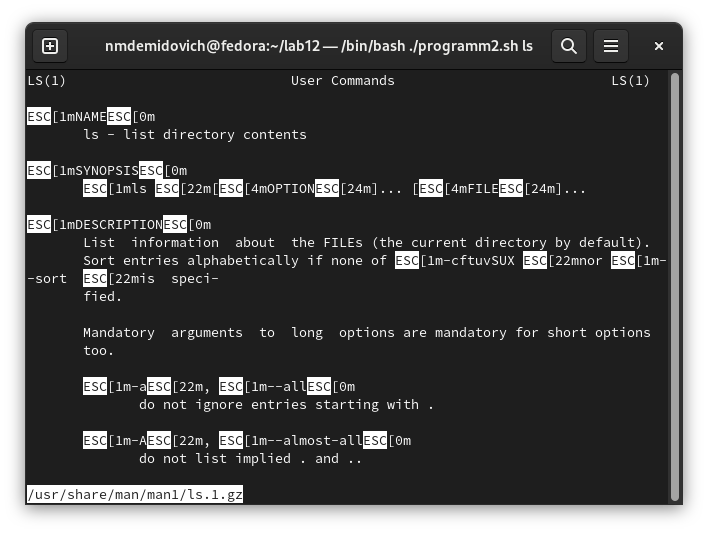 nmdemidovich@fedora:~/lab12 — /bin/bash ./programm2.sh ls
LS(1) User Commands LS(1)
ESC[1mNAMEESC[0m
ls - list directory contents
ESC[1mSYNOPSISESC[0m
ESC[1mls ESC[22m[ESC[4mOPTIONESC[24m]... [ESC[4mFILEESC[24m]...
ESC[1mDESCRIPTIONESC[0m
List information about the FILEs (the current directory by default).
Sort entries alphabetically if none of ESC[1m-cftuvSUX ESC[22mnor ESC[1m-
-sort ESC[22mis speci-
fied.
Mandatory arguments to long options are mandatory for short options
too.
ESC[1m-aESC[22m, ESC[1m--allESC[0m
do not ignore entries starting with .
ESC[1m-AESC[22m, ESC[1m--almost-allESC[0m
do not list implied . and ..
/usr/share/man/man1/ls.1.gz